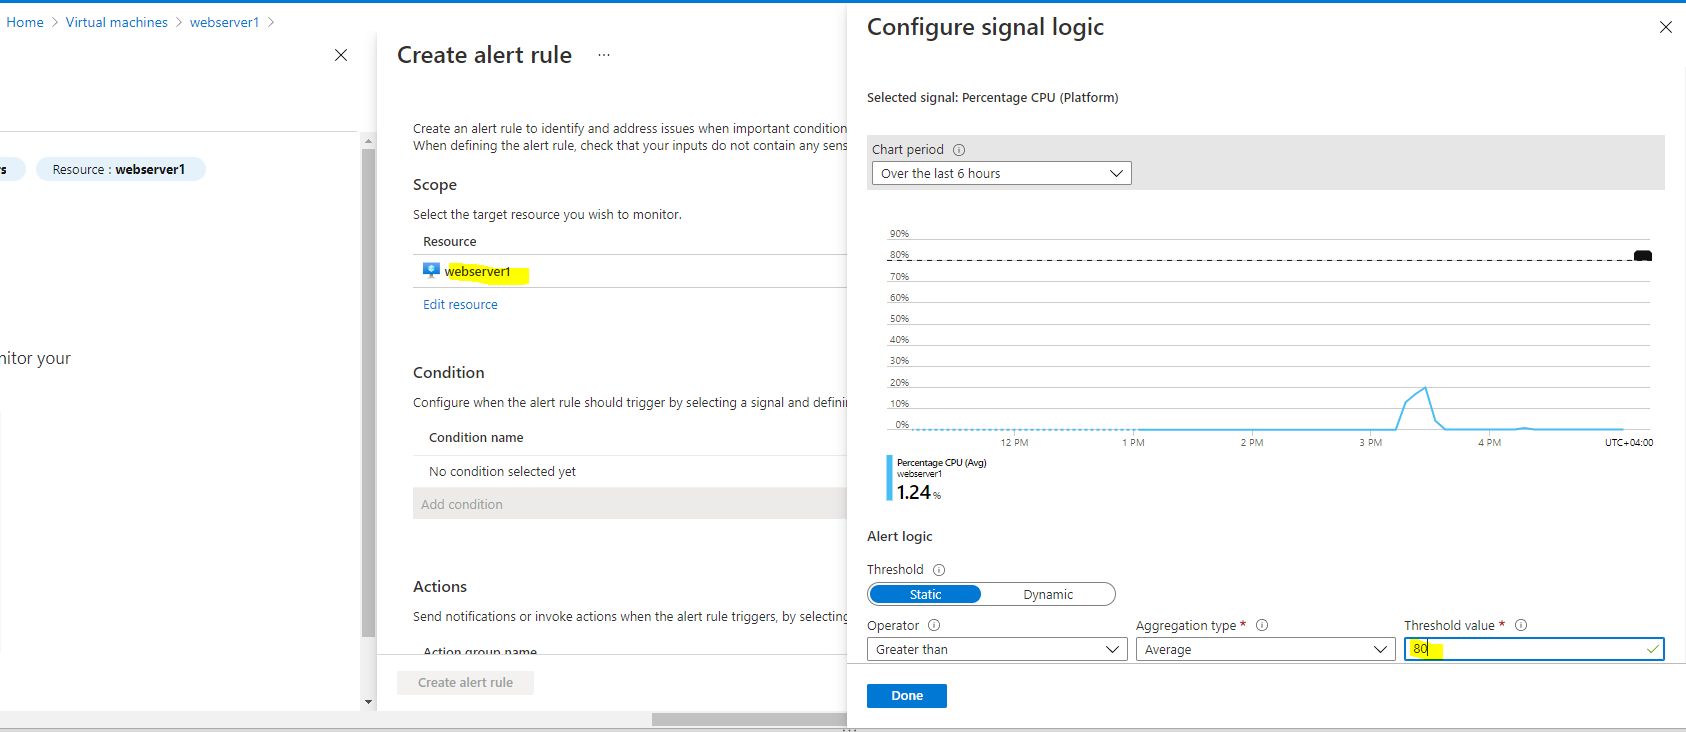 Home > Virtual machines > webserver1 >
s
Resource : webserver1
nitor your
Create alert rule ...
Create an alert rule to identify and address issues when important condition
When defining the alert rule, check that your inputs do not contain any sens
Scope
Select the target resource you wish to monitor.
Resource
webserver1
Edit resource
Condition
Configure when the alert rule should trigger by selecting a signal and defini
Condition name
No condition selected yet
Add condition
Actions
Send notifications or invoke actions when the alert rule triggers, by selecting
Action group name
Create alert rule
Configure signal logic
Selected signal: Percentage CPU (Platform)
Chart period
Over the last 6 hours
90%
80%
70%
60%
50%
40%
30%
20%
10%
0%
12 PM 1 PM 2 PM 3 PM 4 PM UTC+04:00
Percentage CPU (Avg)
webserver1
1.24 %
Alert logic
Threshold
Static Dynamic
Operator Aggregation type * Threshold value *
Greater than Average 80
Done